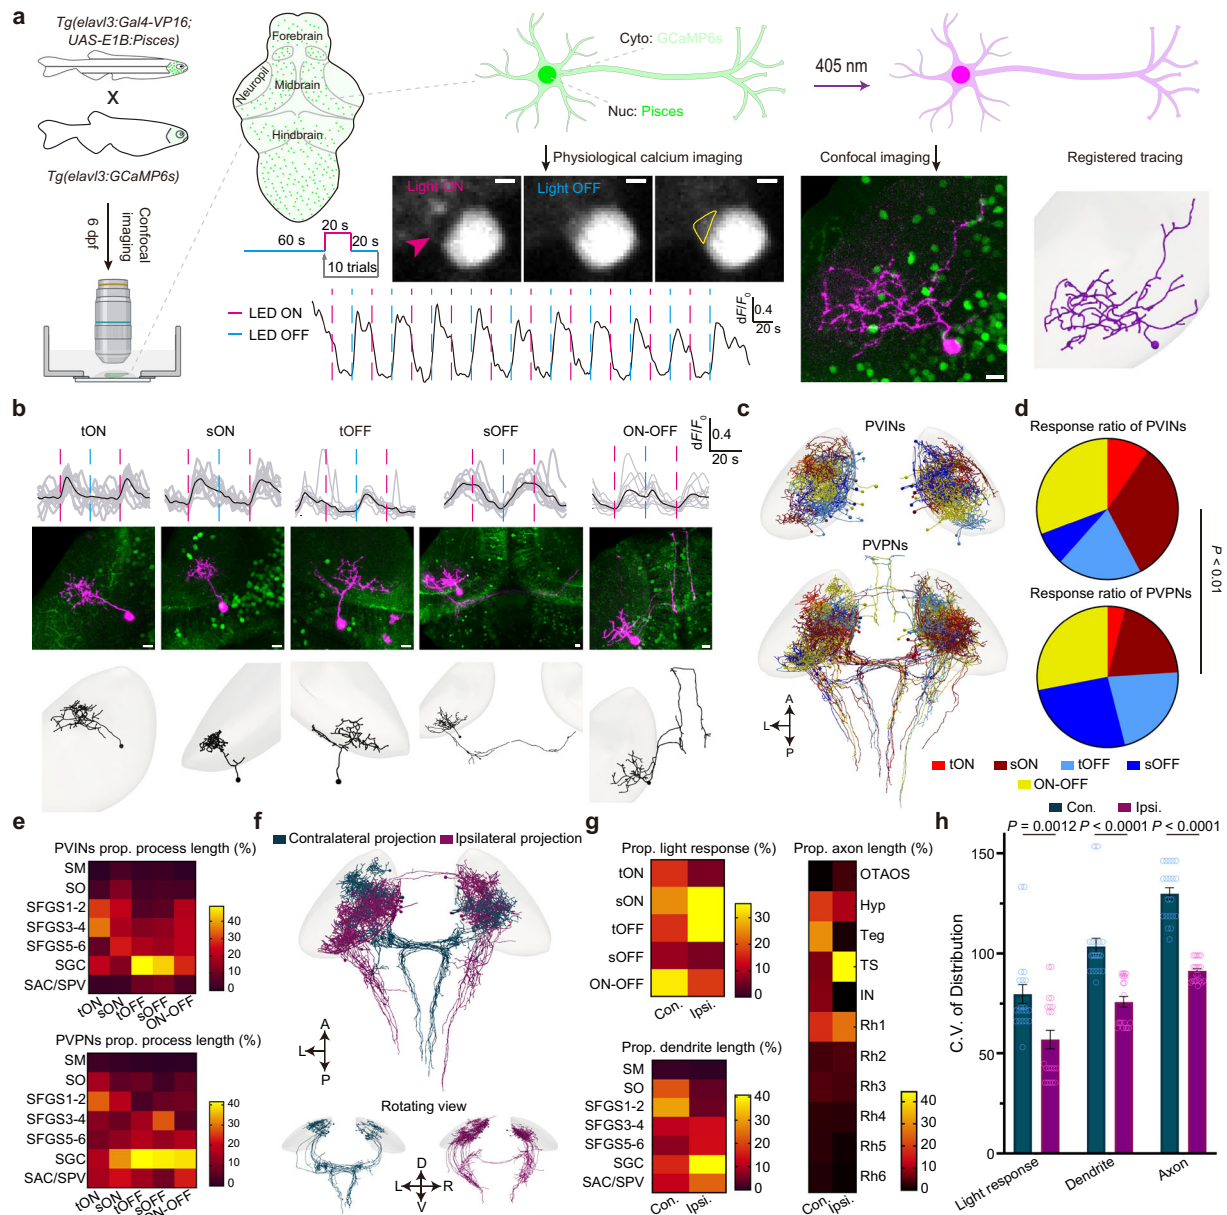 a
Tg(elavl3:Gal4-VP16;
UAS-E1B:Pisces)
X
Tg(elavl3:GCaMP6s)
6 dpf
Confocal
imaging
Forebrain
Neuropil
Midbrain
Hindbrain
Cyto: GCaMP6s
Nuc: Pisces
405 nm
Physiological calcium imaging
Confocal imaging
Registered tracing
Light ON
Light OFF
60 s
20 s
20 s
10 trials
LED ON
LED OFF
dF/F0
0.4
20 s
b
tON
sON
tOFF
sOFF
ON-OFF
dF/F0
0.4
20 s
c
PVINs
PVPNs
A
L
P
d
Response ratio of PVINs
P < 0.01
Response ratio of PVPNs
tON
sON
tOFF
sOFF
ON-OFF
e
PVINs prop. process length (%)
SM
SO
SFGS1-2
SFGS3-4
SFGS5-6
SGC
SAC/SPV
tON
sON
tOFF
sOFF
ON-OFF
40
30
20
10
0
PVPNs prop. process length (%)
SM
SO
SFGS1-2
SFGS3-4
SFGS5-6
SGC
SAC/SPV
tON
sON
tOFF
sOFF
ON-OFF
40
30
20
10
0
f
Contralateral projection
Ipsilateral projection
A
L
P
Rotating view
D
L
R
V
g
Prop. light response (%)
tON
sON
tOFF
sOFF
ON-OFF
Con.
Ipsi.
30
20
10
0
Prop. dendrite length (%)
SM
SO
SFGS1-2
SFGS3-4
SFGS5-6
SGC
SAC/SPV
Con.
Ipsi.
40
30
20
10
0
Prop. axon length (%)
OTAOS
Hyp
Teg
TS
IN
Rh1
Rh2
Rh3
Rh4
Rh5
Rh6
Con.
Ipsi.
40
30
20
10
0
h
Con.
Ipsi.
P = 0.0012
P < 0.0001
P < 0.0001
C.V. of Distribution
150
100
50
0
Light response
Dendrite
Axon